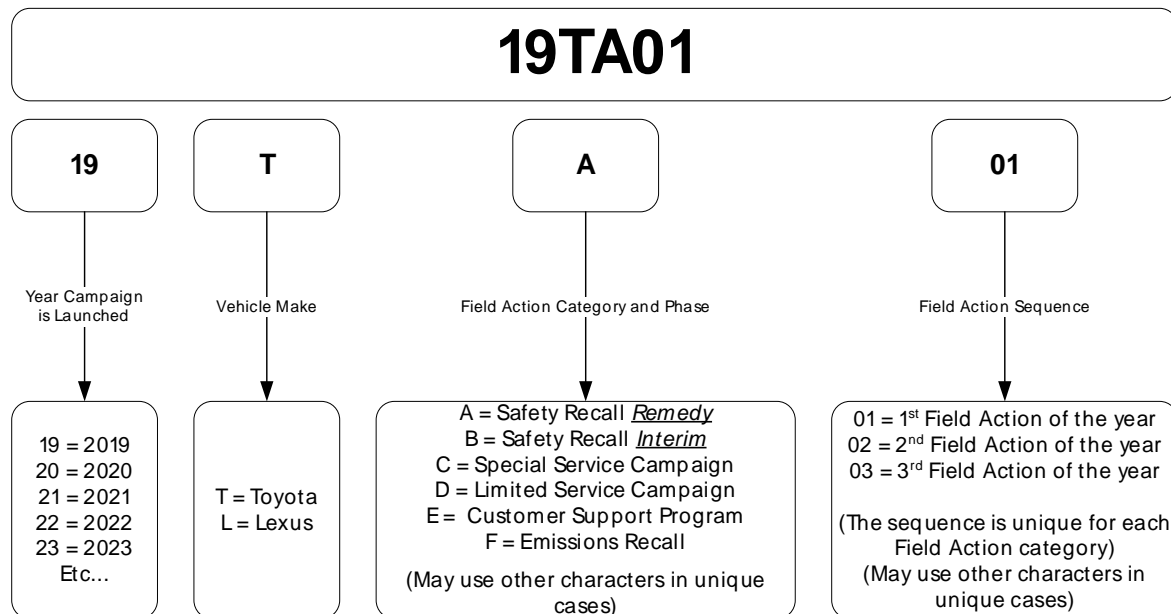 19TA01
19
T
A
01
Year Campaign
is Launched
Vehicle Make
Field Action Category and Phase
Field Action Sequence
19 = 2019
20 = 2020
21 = 2021
22 = 2022
23 = 2023
Etc...
T = Toyota
L = Lexus
A = Safety Recall Remedy
B = Safety Recall Interim
C = Special Service Campaign
D = Limited Service Campaign
E = Customer Support Program
F = Emissions Recall
(May use other characters in unique
cases)
01 = 1st Field Action of the year
02 = 2nd Field Action of the year
03 = 3rd Field Action of the year
(The sequence is unique for each
Field Action category)
(May use other characters in
unique cases)